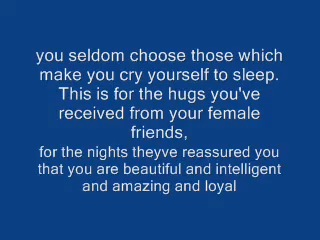 you seldom choose those which
make you cry yourself to sleep.
This is for the hugs you've
received from your female
friends,
for the nights theyve reassured you
that you are beautiful and intelligent
and amazing and loyal